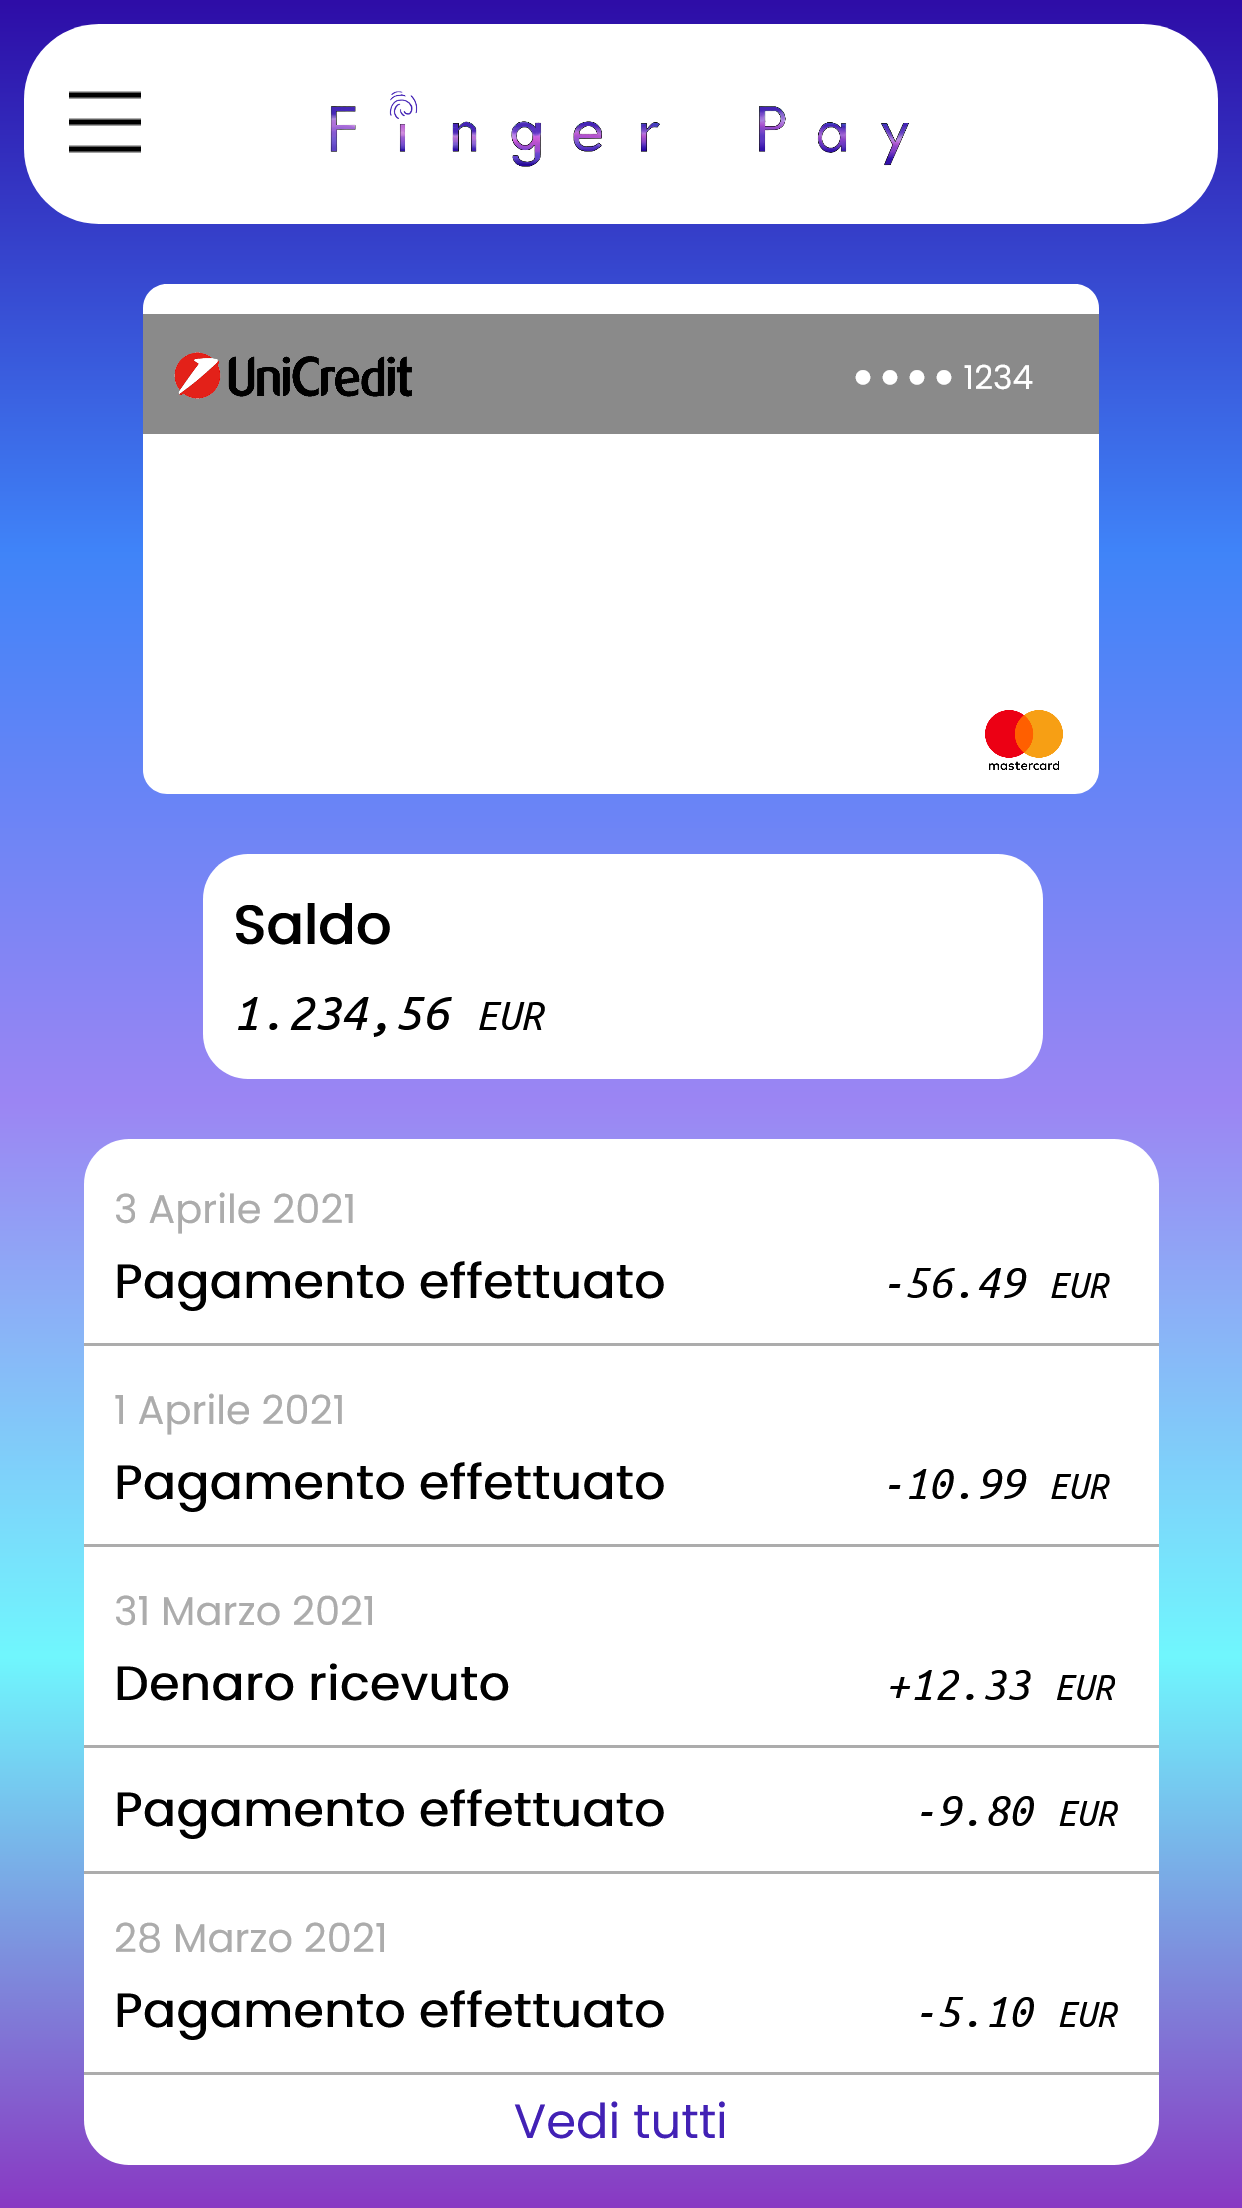 Finger Pay
UniCredit
•••• 1234
mastercard
Saldo
1.234,56 EUR
3 Aprile 2021
Pagamento effettuato -56.49 EUR
1 Aprile 2021
Pagamento effettuato -10.99 EUR
31 Marzo 2021
Denaro ricevuto +12.33 EUR
Pagamento effettuato -9.80 EUR
28 Marzo 2021
Pagamento effettuato -5.10 EUR
Vedi tutti